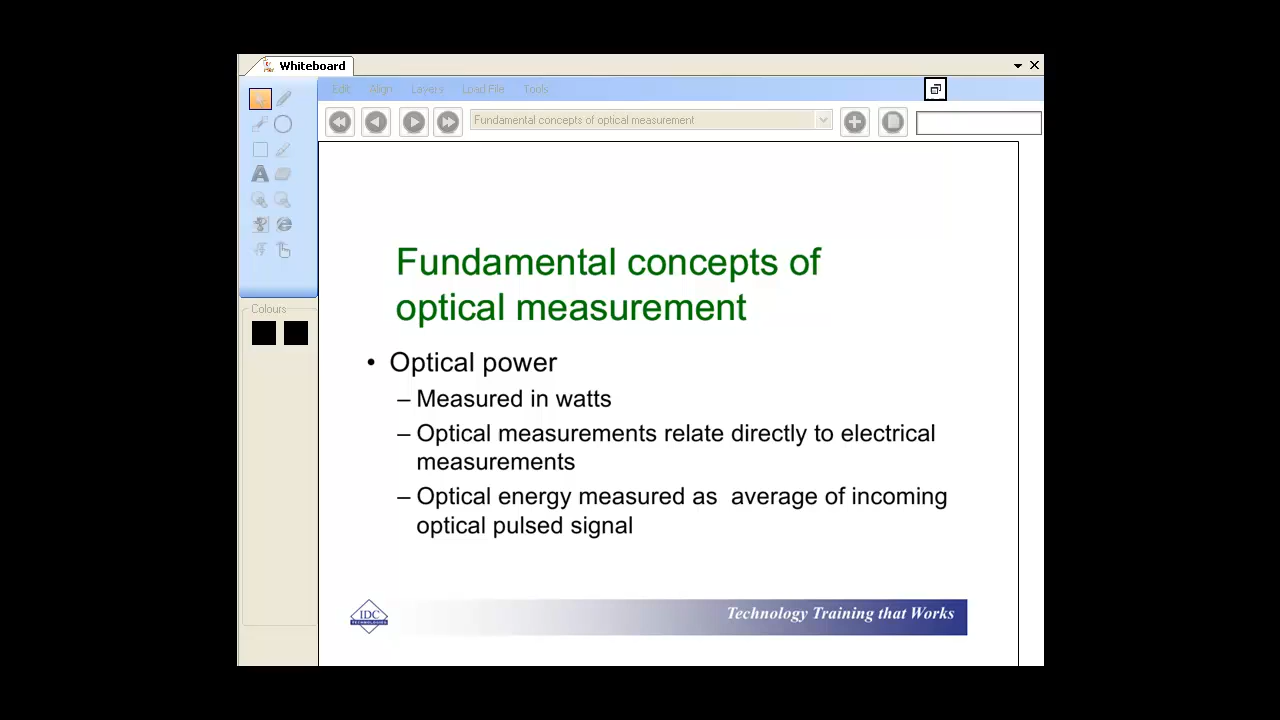 Whiteboard
Edit Align Layers Load File Tools
Fundamental concepts of optical measurement
A
Fundamental concepts of
optical measurement
Colours
• Optical power
– Measured in watts
– Optical measurements relate directly to electrical
measurements
– Optical energy measured as average of incoming
optical pulsed signal
IDC
TECHNOLOGIES
Technology Training that Works